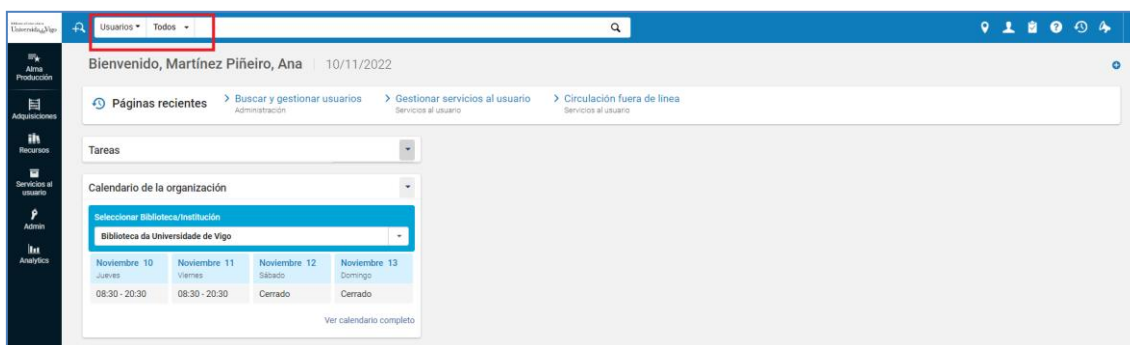 UniversidadeVigo
Usuarios Todos
Alma
Producción
Adquisiciones
Recursos
Servicios al
usuario
Admin
Analytics
Bienvenido, Martínez Piñeiro, Ana 10/11/2022
Páginas recientes
> Buscar y gestionar usuarios
Administración
> Gestionar servicios al usuario
Servicios al usuario
> Circulación fuera de línea
Servicios al usuario
Tareas
Calendario de la organización
Seleccionar Biblioteca/Institución
Biblioteca da Universidade de Vigo
Noviembre 10 Noviembre 11 Noviembre 12 Noviembre 13
Jueves Viernes Sábado Domingo
08:30 - 20:30 08:30 - 20:30 Cerrado Cerrado
Ver calendario completo